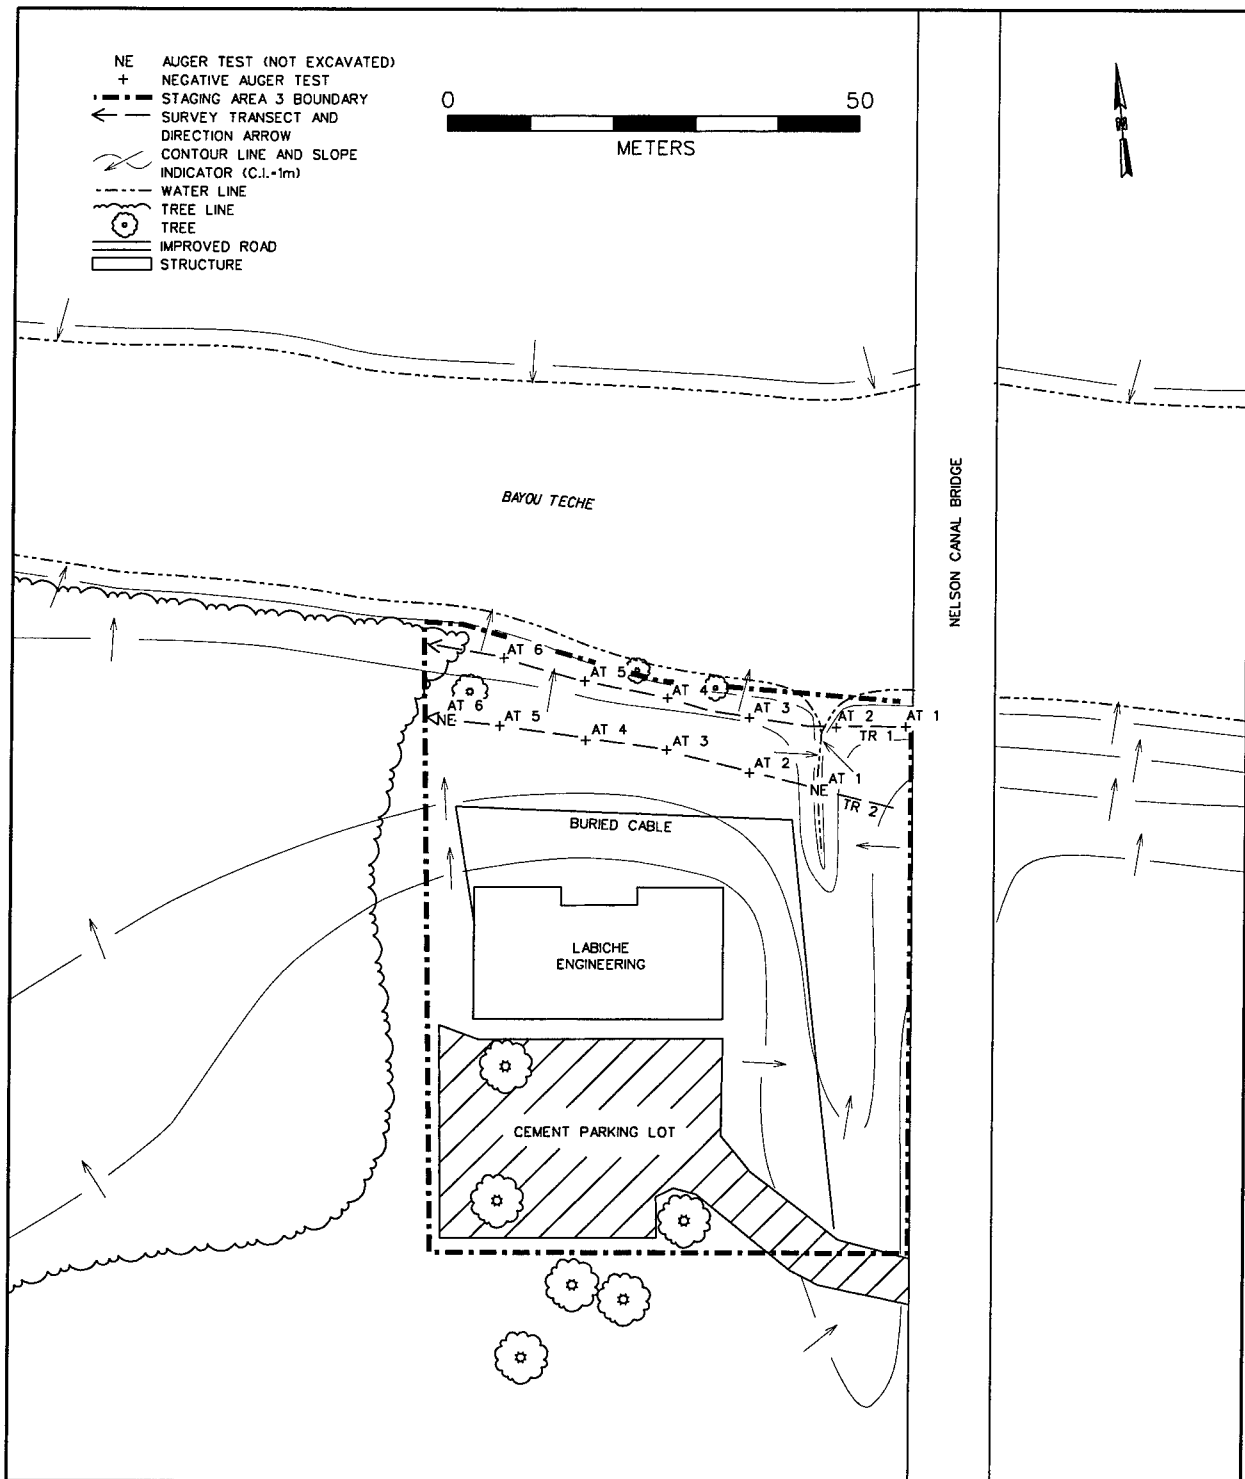 NE AUGER TEST (NOT EXCAVATED)
+ NEGATIVE AUGER TEST
STAGING AREA 3 BOUNDARY
SURVEY TRANSECT AND
DIRECTION ARROW
CONTOUR LINE AND SLOPE
INDICATOR (C.I.=1m)
WATER LINE
TREE LINE
TREE
IMPROVED ROAD
STRUCTURE
0 50
METERS
NELSON CANAL BRIDGE
BAYOU TECHE
AT 6
AT 5
AT 4
AT 3
AT 2
AT 1
TR 1
AT 6
NE
AT 5
AT 4
AT 3
AT 2
AT 1
NE
TR 2
BURIED CABLE
LABICHE
ENGINEERING
CEMENT PARKING LOT